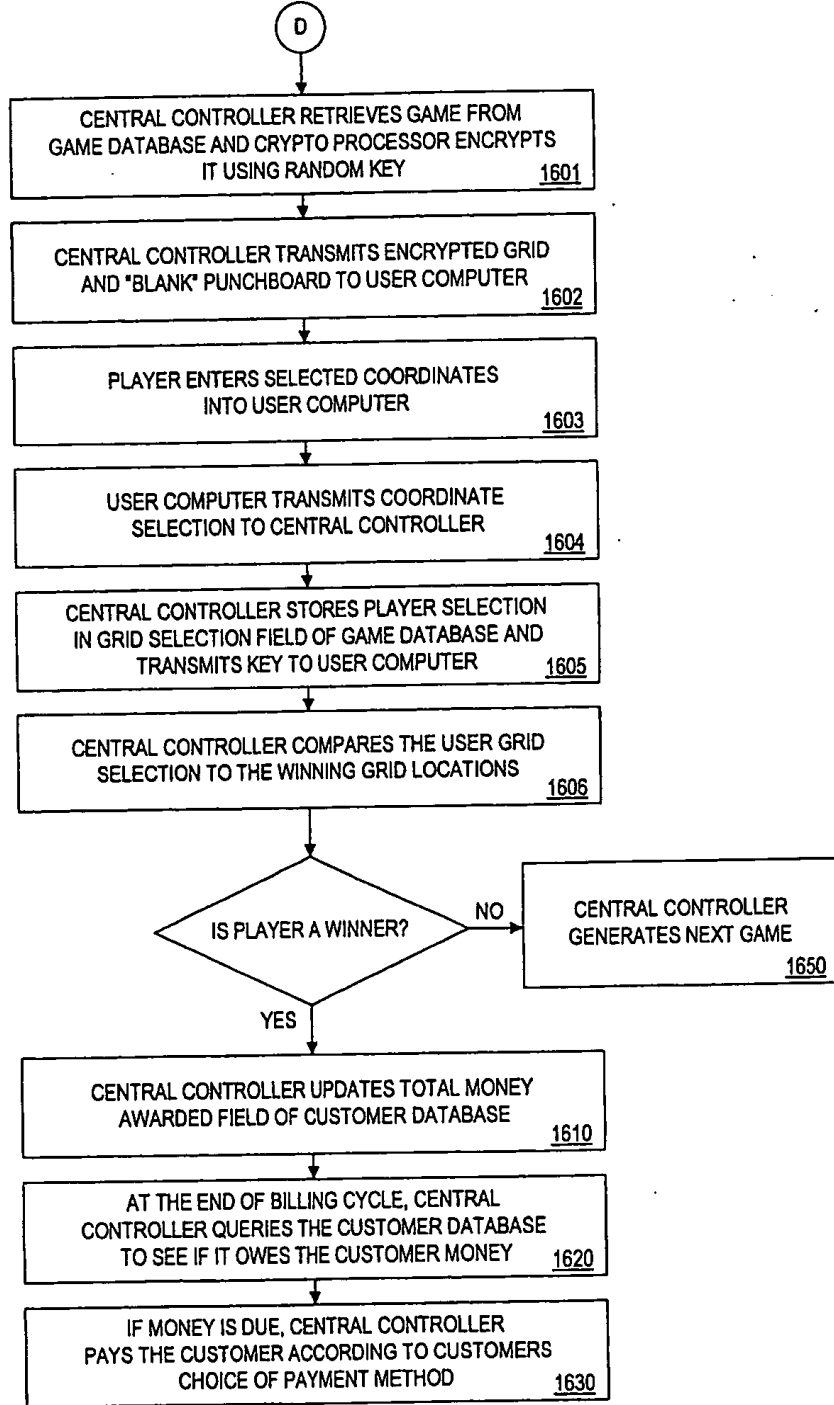 D
CENTRAL CONTROLLER RETRIEVES GAME FROM
GAME DATABASE AND CRYPTO PROCESSOR ENCRYPTS
IT USING RANDOM KEY
1601
CENTRAL CONTROLLER TRANSMITS ENCRYPTED GRID
AND "BLANK" PUNCHBOARD TO USER COMPUTER
1602
PLAYER ENTERS SELECTED COORDINATES
INTO USER COMPUTER
1603
USER COMPUTER TRANSMITS COORDINATE
SELECTION TO CENTRAL CONTROLLER
1604
CENTRAL CONTROLLER STORES PLAYER SELECTION
IN GRID SELECTION FIELD OF GAME DATABASE AND
TRANSMITS KEY TO USER COMPUTER
1605
CENTRAL CONTROLLER COMPARES THE USER GRID
SELECTION TO THE WINNING GRID LOCATIONS
1606
IS PLAYER A WINNER?
NO
CENTRAL CONTROLLER
GENERATES NEXT GAME
1650
YES
CENTRAL CONTROLLER UPDATES TOTAL MONEY
AWARDED FIELD OF CUSTOMER DATABASE
1610
AT THE END OF BILLING CYCLE, CENTRAL
CONTROLLER QUERIES THE CUSTOMER DATABASE
TO SEE IF IT OWES THE CUSTOMER MONEY
1620
IF MONEY IS DUE, CENTRAL CONTROLLER
PAYS THE CUSTOMER ACCORDING TO CUSTOMERS
CHOICE OF PAYMENT METHOD
1630